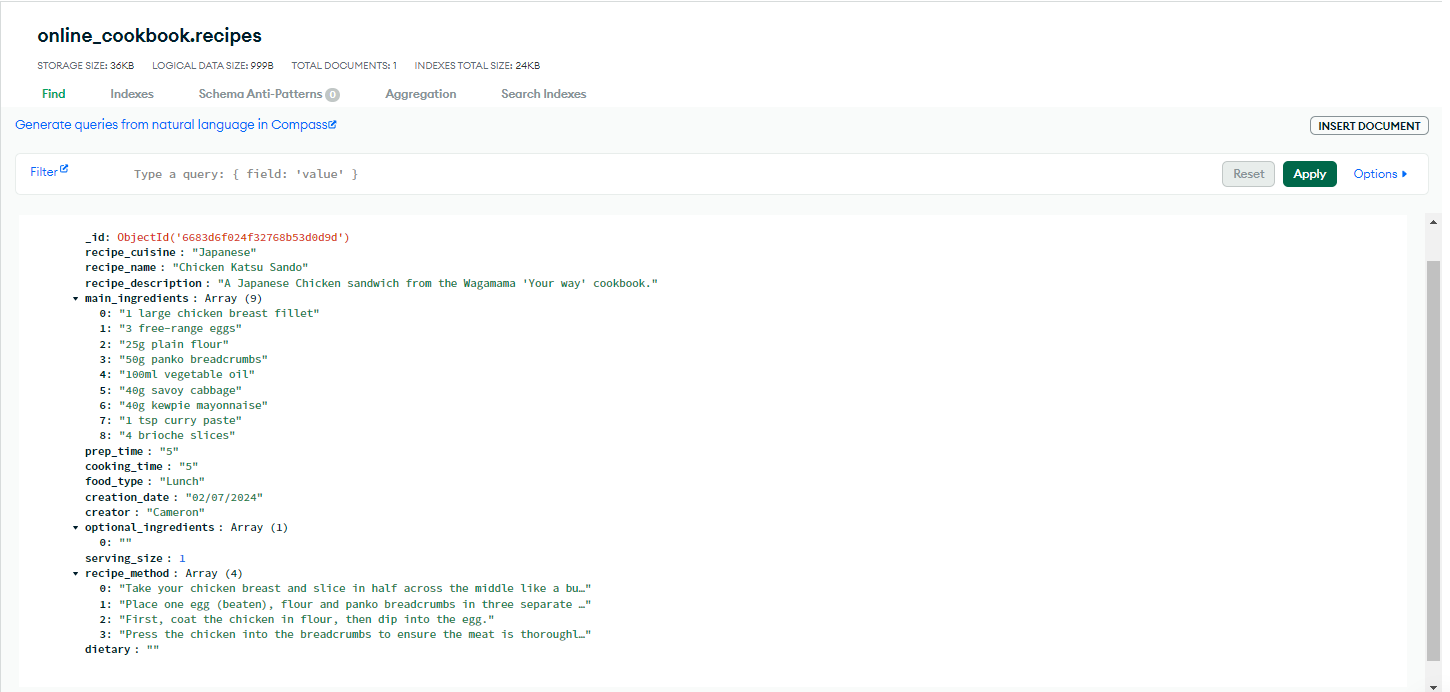 online_cookbook.recipes
STORAGE SIZE: 36KB LOGICAL DATA SIZE: 999B TOTAL DOCUMENTS: 1 INDEXES TOTAL SIZE: 24KB
Find Indexes Schema Anti-Patterns 0 Aggregation Search Indexes
Generate queries from natural language in Compass
INSERT DOCUMENT
Filter Type a query: { field: 'value' } Reset Apply Options
_id: ObjectId('6683d6f024f32768b53d0d9d')
recipe_cuisine : "Japanese"
recipe_name : "Chicken Katsu Sando"
recipe_description : "A Japanese Chicken sandwich from the Wagamama 'Your way' cookbook."
main_ingredients : Array (9)
0: "1 large chicken breast fillet"
1: "3 free-range eggs"
2: "25g plain flour"
3: "50g panko breadcrumbs"
4: "100ml vegetable oil"
5: "40g savoy cabbage"
6: "40g kewpie mayonnaise"
7: "1 tsp curry paste"
8: "4 brioche slices"
prep_time : "5"
cooking_time : "5"
food_type : "Lunch"
creation_date : "02/07/2024"
creator : "Cameron"
optional_ingredients : Array (1)
0: ""
serving_size : 1
recipe_method : Array (4)
0: "Take your chicken breast and slice in half across the middle like a bu…"
1: "Place one egg (beaten), flour and panko breadcrumbs in three separate …"
2: "First, coat the chicken in flour, then dip into the egg."
3: "Press the chicken into the breadcrumbs to ensure the meat is thoroughl…"
dietary : ""